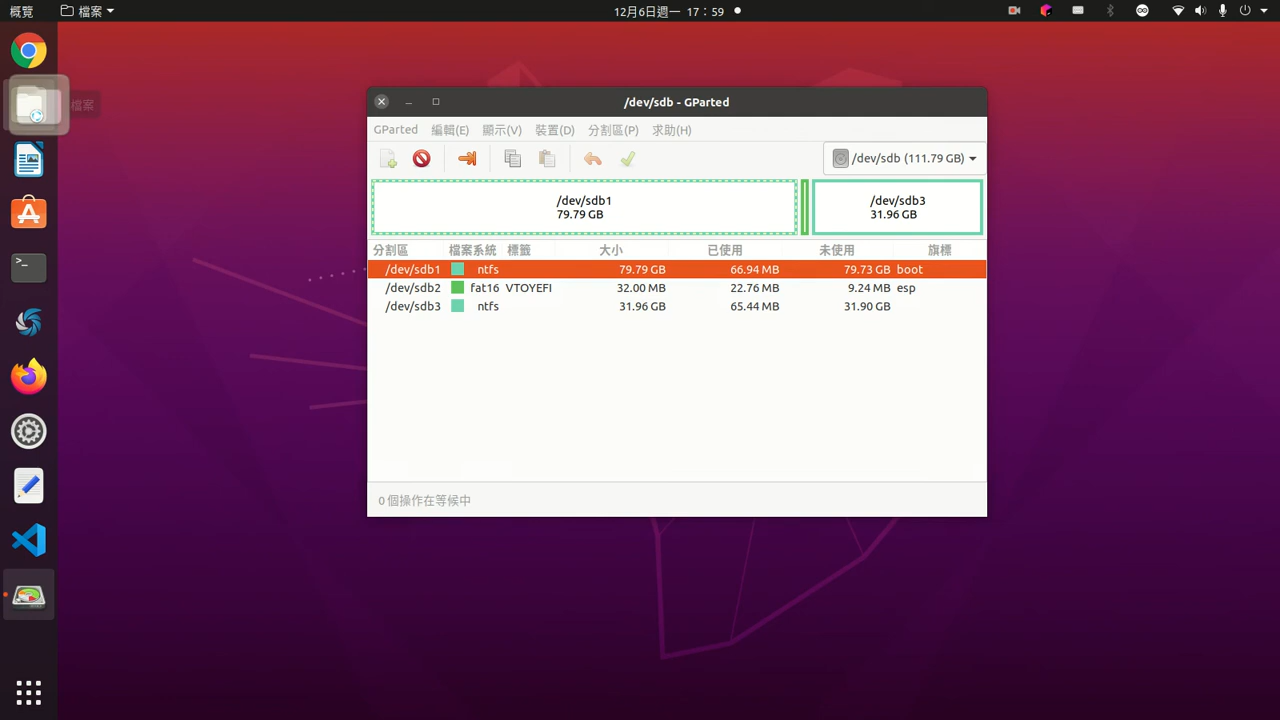 概覽 檔案 12月6日週一 17：59
檔案
/dev/sdb - GParted
GParted 編輯(E) 顯示(V) 裝置(D) 分割區(P) 求助(H)
/dev/sdb (111.79 GB)
/dev/sdb1
79.79 GB
/dev/sdb3
31.96 GB
分割區 檔案系統 標籤 大小 已使用 未使用 旗標
/dev/sdb1 ntfs 79.79 GB 66.94 MB 79.73 GB boot
/dev/sdb2 fat16 VTOYEFI 32.00 MB 22.76 MB 9.24 MB esp
/dev/sdb3 ntfs 31.96 GB 65.44 MB 31.90 GB
0 個操作在等候中
>_